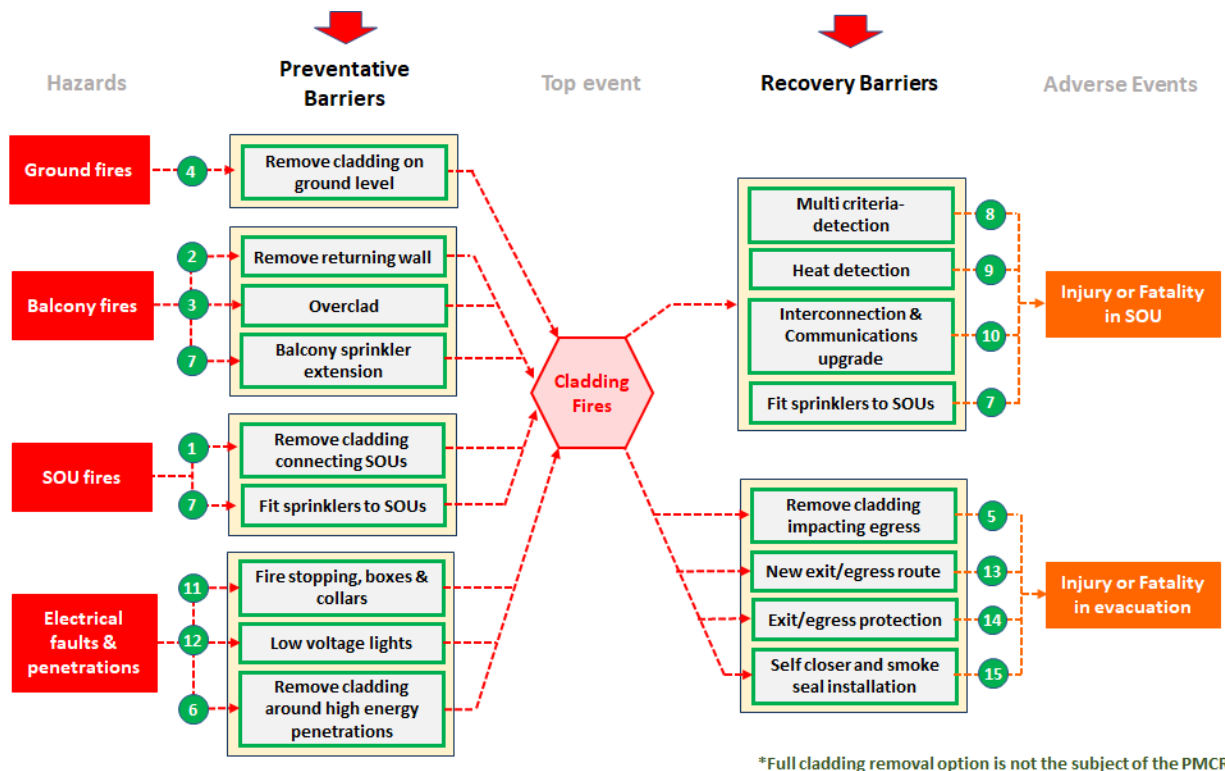 Hazards
Preventative
Barriers
Top event
Recovery Barriers
Adverse Events
Ground fires
4
Remove cladding on
ground level
Balcony fires
2
Remove returning wall
3
Overclad
7
Balcony sprinkler
extension
SOU fires
1
Remove cladding
connecting SOUs
7
Fit sprinklers to SOUs
Electrical
faults &
penetrations
11
Fire stopping, boxes &
collars
12
Low voltage lights
6
Remove cladding
around high energy
penetrations
Cladding
Fires
Multi criteria-
detection
8
Heat detection
9
Interconnection &
Communications
upgrade
10
Fit sprinklers to SOUs
7
Injury or Fatality
in SOU
Remove cladding
impacting egress
5
New exit/egress route
13
Exit/egress protection
14
Self closer and smoke
seal installation
15
Injury or Fatality
in evacuation
*Full cladding removal option is not the subject of the PMCR